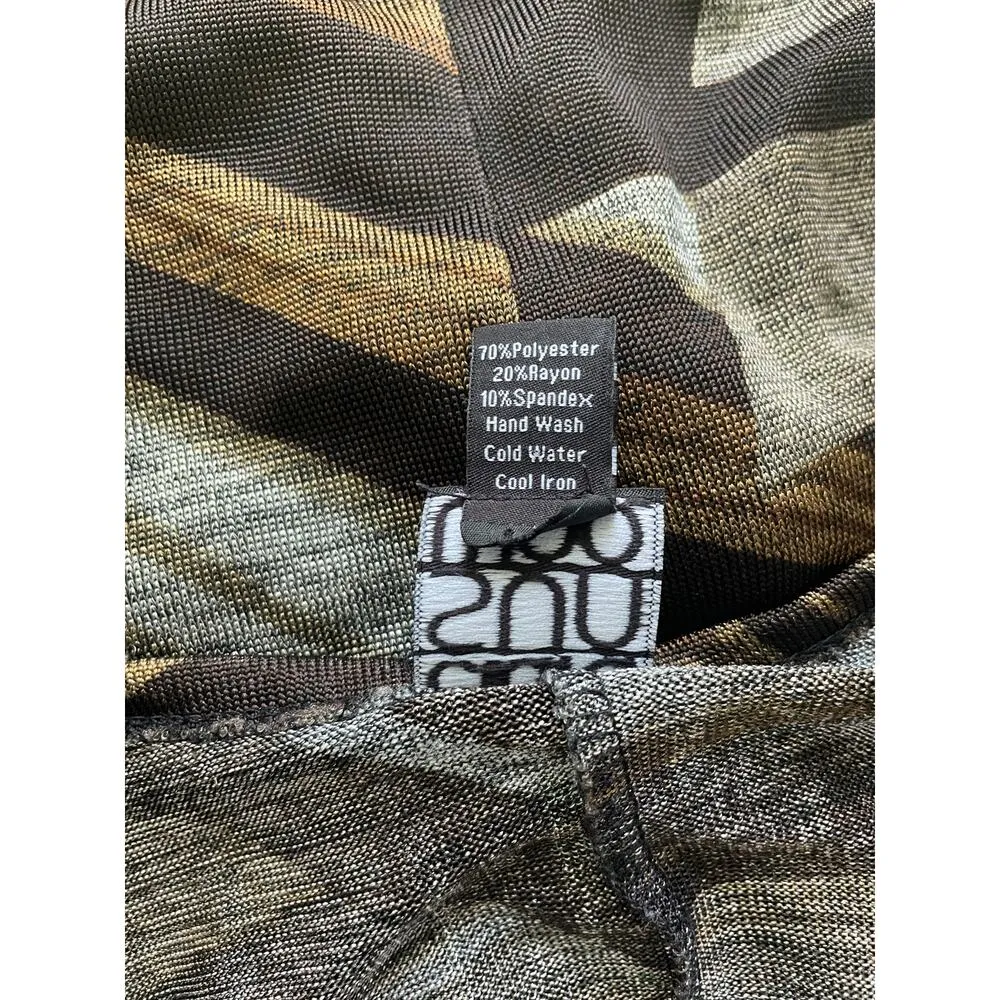 70%Polyester
20%Rayon
10%Spandex
Hand Wash
Cold Water
Cool Iron